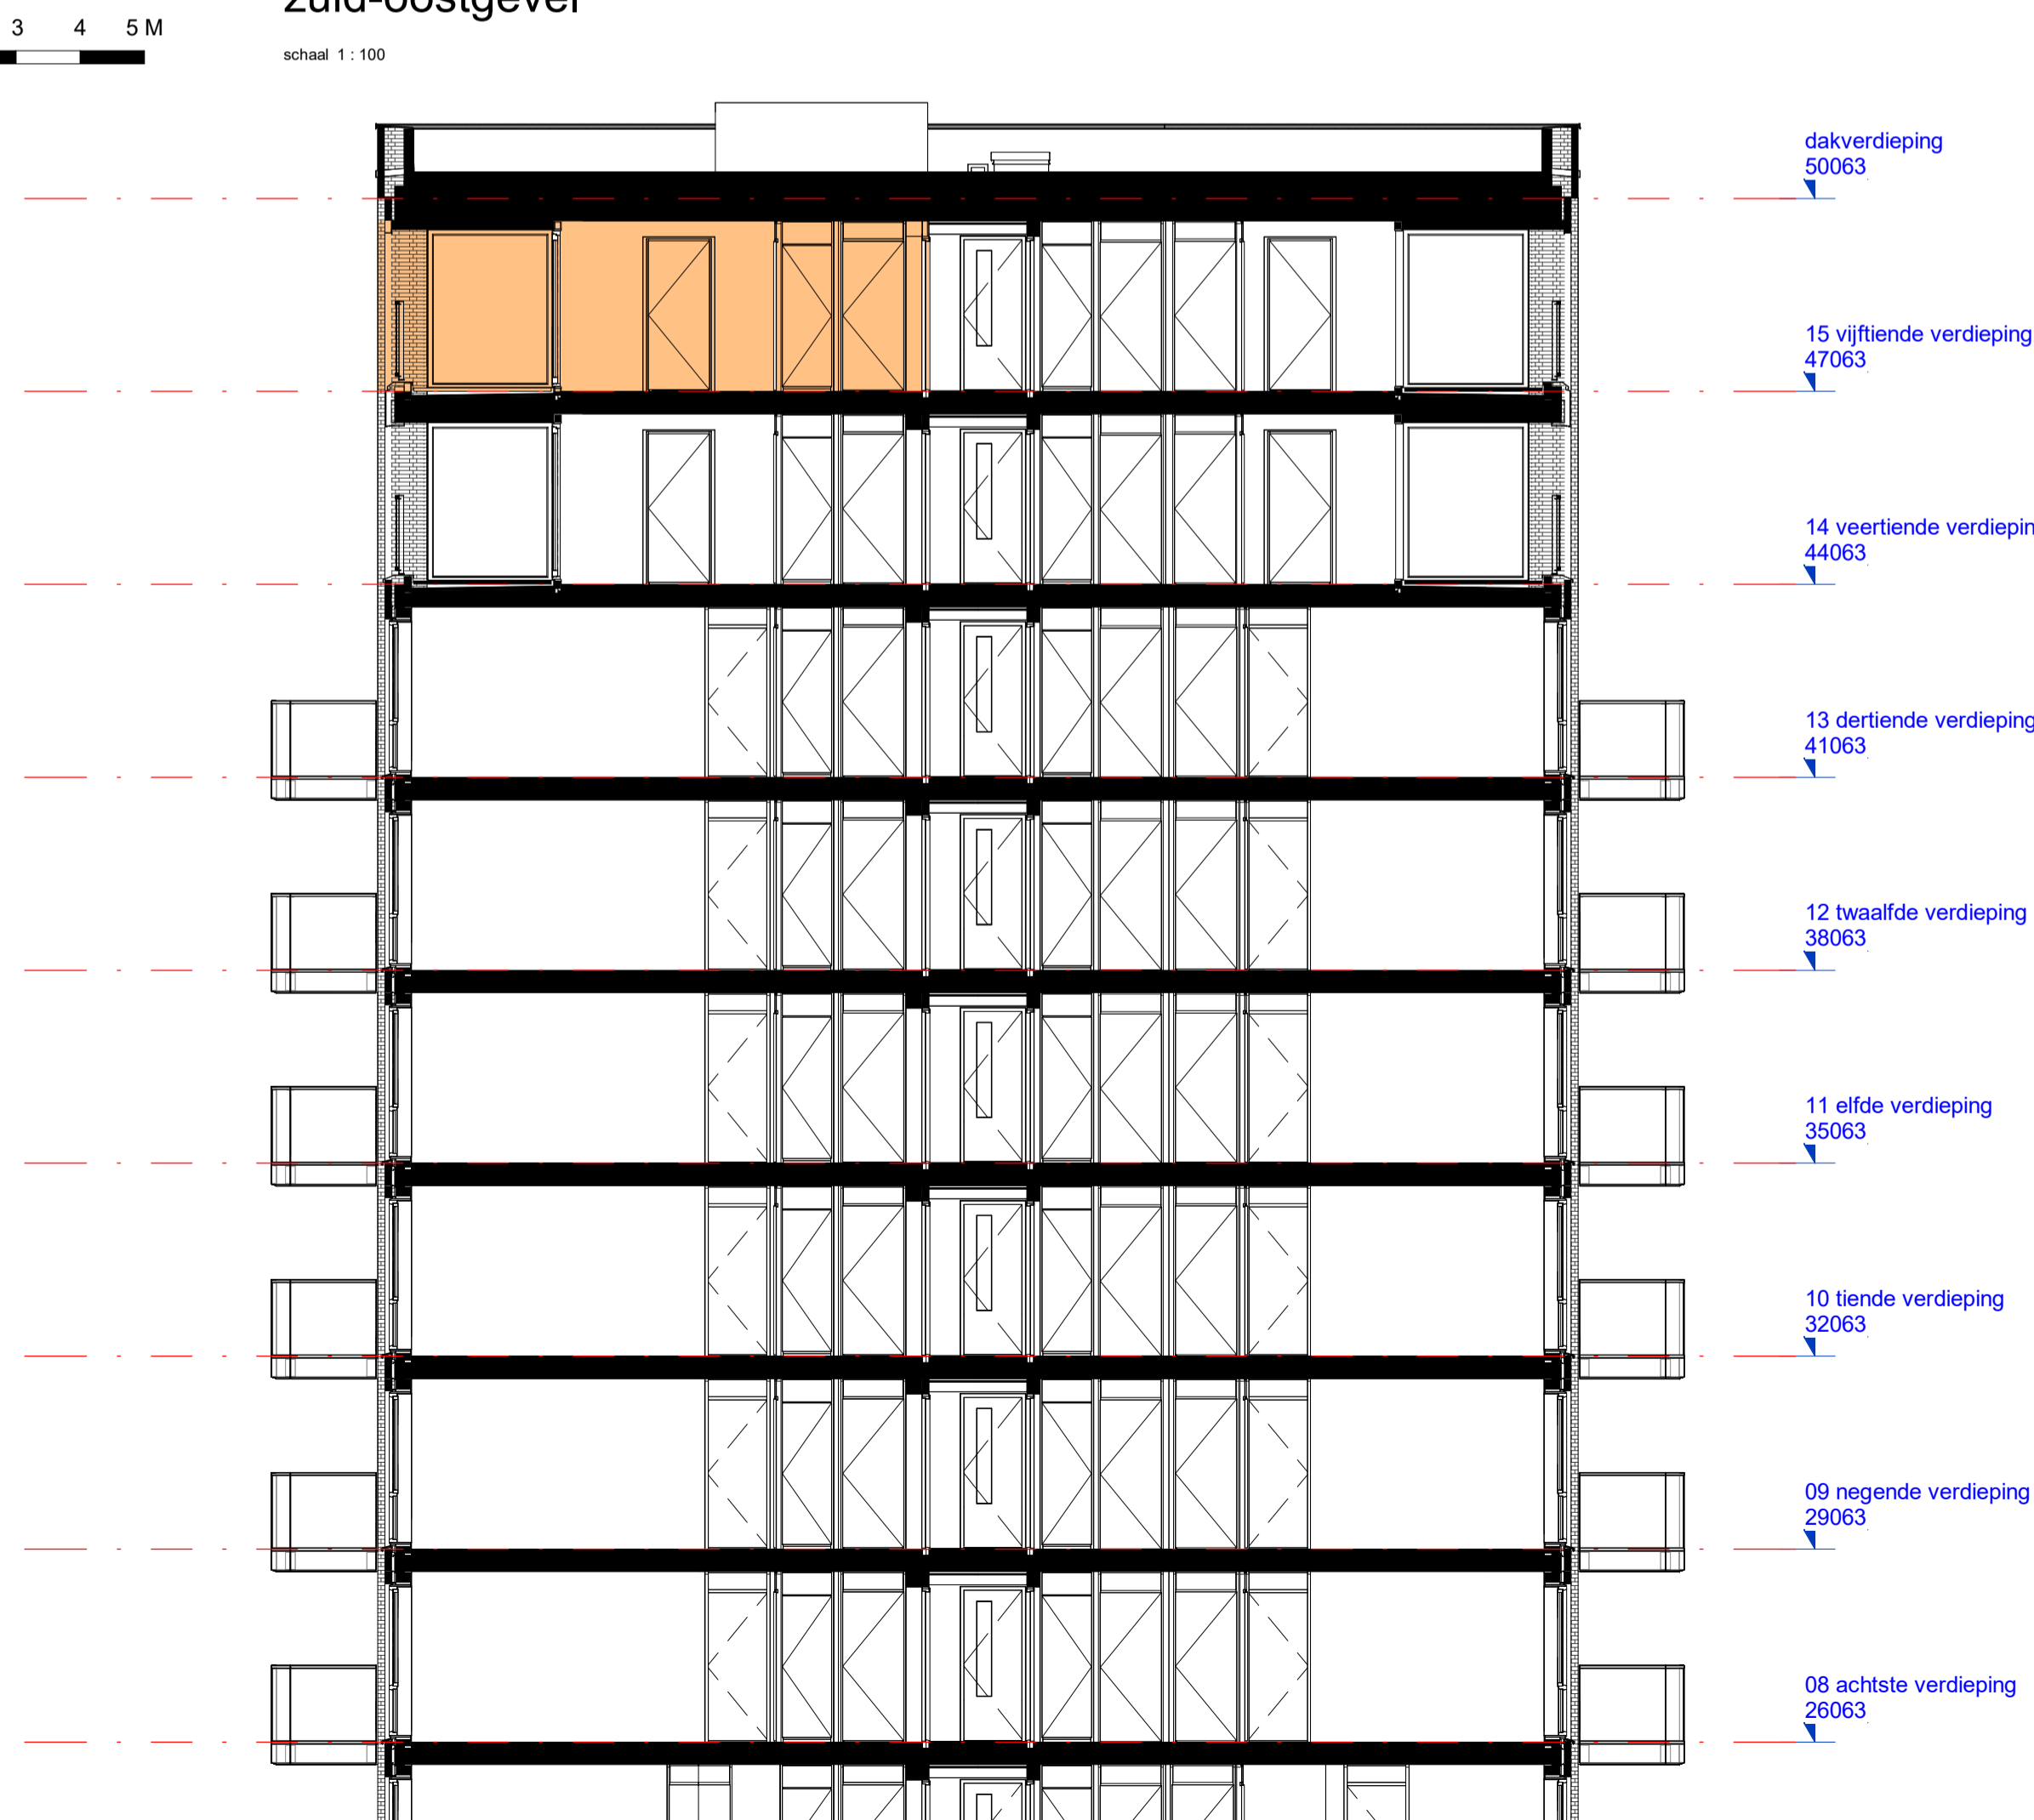 zuid-oostgevel
3 4 5 M
schaal 1 : 100
dakverdieping
50063
15 vijftiende verdieping
47063
14 veertiende verdiepin
44063
13 dertiende verdieping
41063
12 twaalfde verdieping
38063
11 elfde verdieping
35063
10 tiende verdieping
32063
09 negende verdieping
29063
08 achtste verdieping
26063